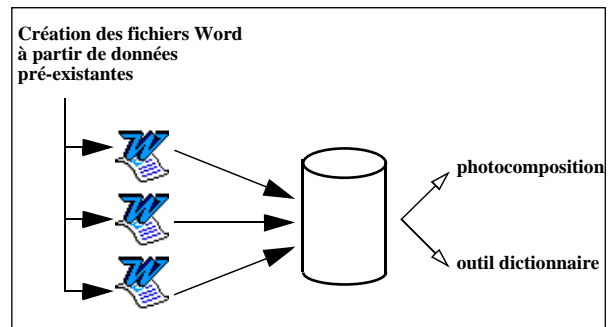 Création des fichiers Word
à partir de données
pré-existantes
W
W
W
photocomposition
outil dictionnaire